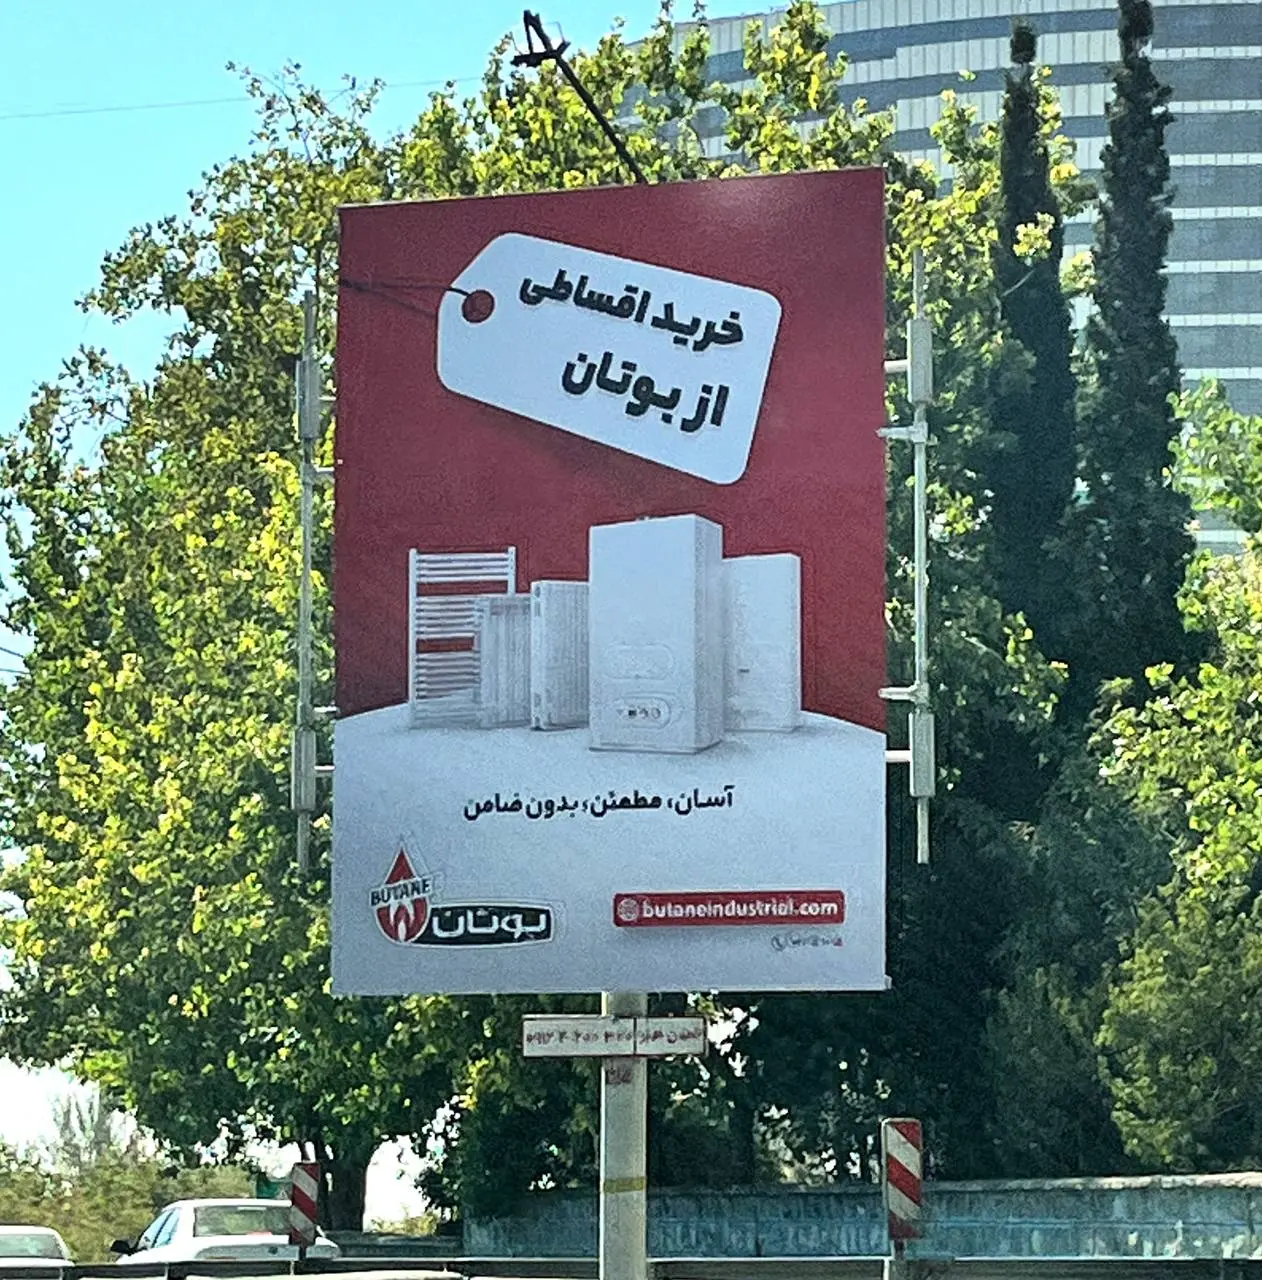 خرید اقساطی
از بوتان
آسان، مطمئن، بدون ضامن
BUTANE
بوتان
butaneindustrial.com